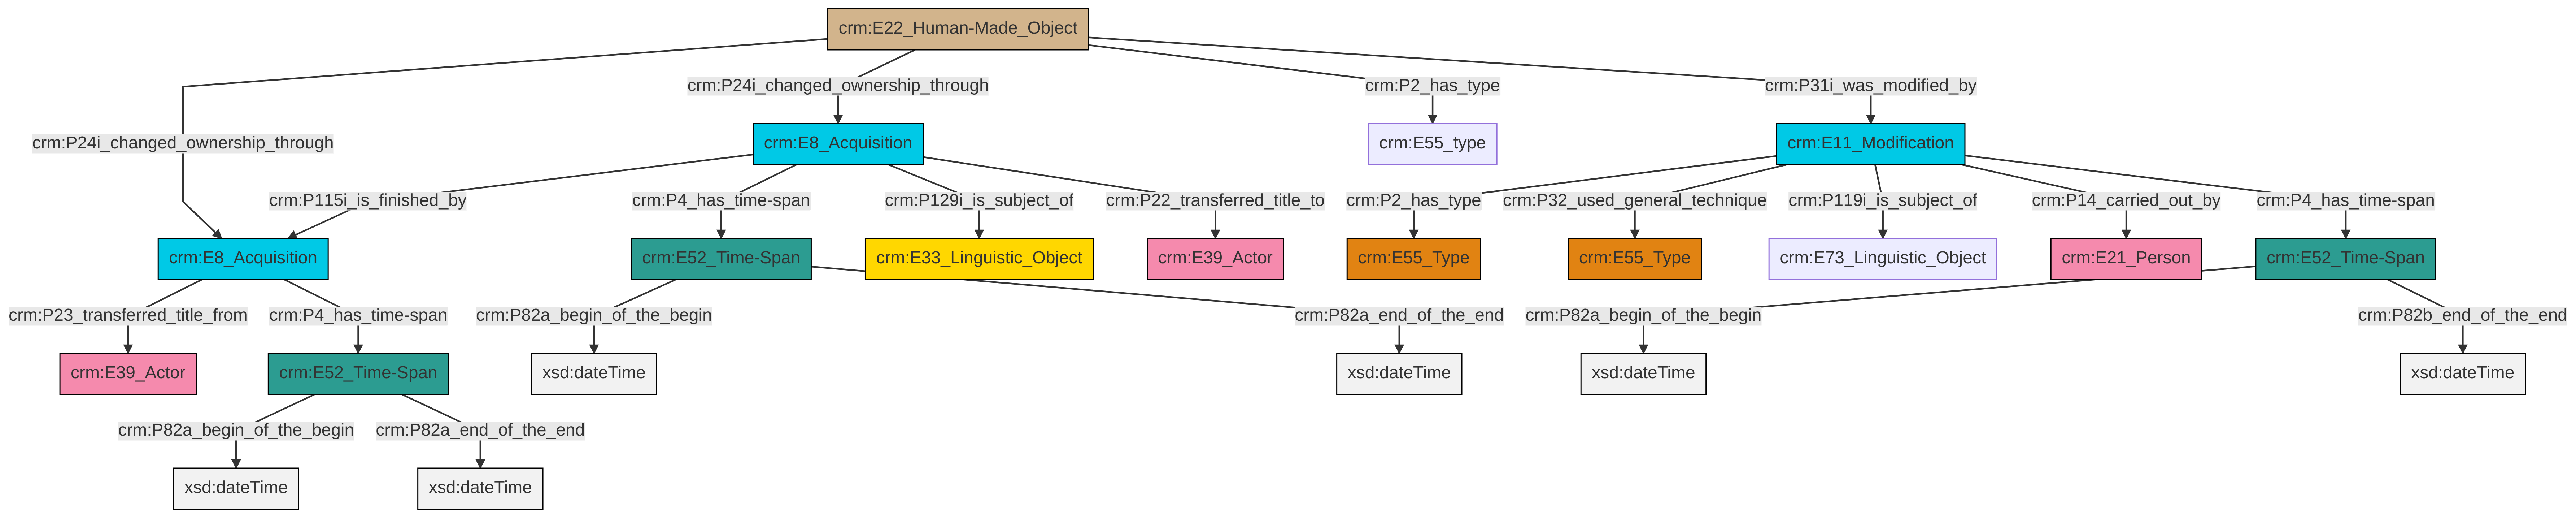 crm:E22_Human-Made_Object
crm:P24i_changed_ownership_through
crm:P2_has_type
crm:P31i_was_modified_by
crm:P24i_changed_ownership_through
crm:E8_Acquisition
crm:E55_type
crm:E11_Modification
crm:P115i_is_finished_by
crm:P4_has_time-span
crm:P129i_is_subject_of
crm:P22_transferred_title_to
crm:P2_has_type
crm:P32_used_general_technique
crm:P119i_is_subject_of
crm:P14_carried_out_by
crm:P4_has_time-span
crm:E8_Acquisition
crm:E52_Time-Span
crm:E33_Linguistic_Object
crm:E39_Actor
crm:E55_Type
crm:E55_Type
crm:E73_Linguistic_Object
crm:E21_Person
crm:E52_Time-Span
crm:P23_transferred_title_from
crm:P4_has_time-span
crm:P82a_begin_of_the_begin
crm:P82a_end_of_the_end
crm:P82a_begin_of_the_begin
crm:P82b_end_of_the_end
crm:E39_Actor
crm:E52_Time-Span
xsd:dateTime
xsd:dateTime
xsd:dateTime
xsd:dateTime
crm:P82a_begin_of_the_begin
crm:P82a_end_of_the_end
xsd:dateTime
xsd:dateTime